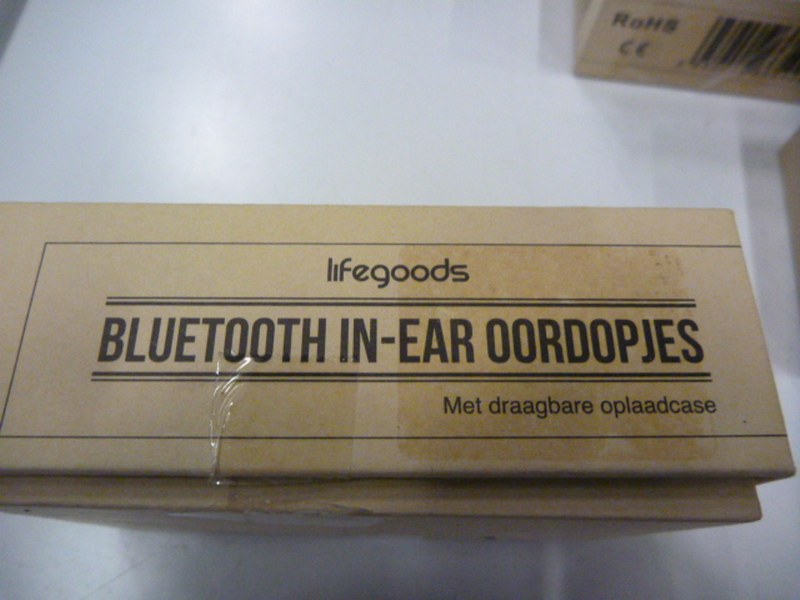 RoHS
CE
lifegoods
BLUETOOTH IN-EAR OORDOPJES
Met draagbare oplaadcase